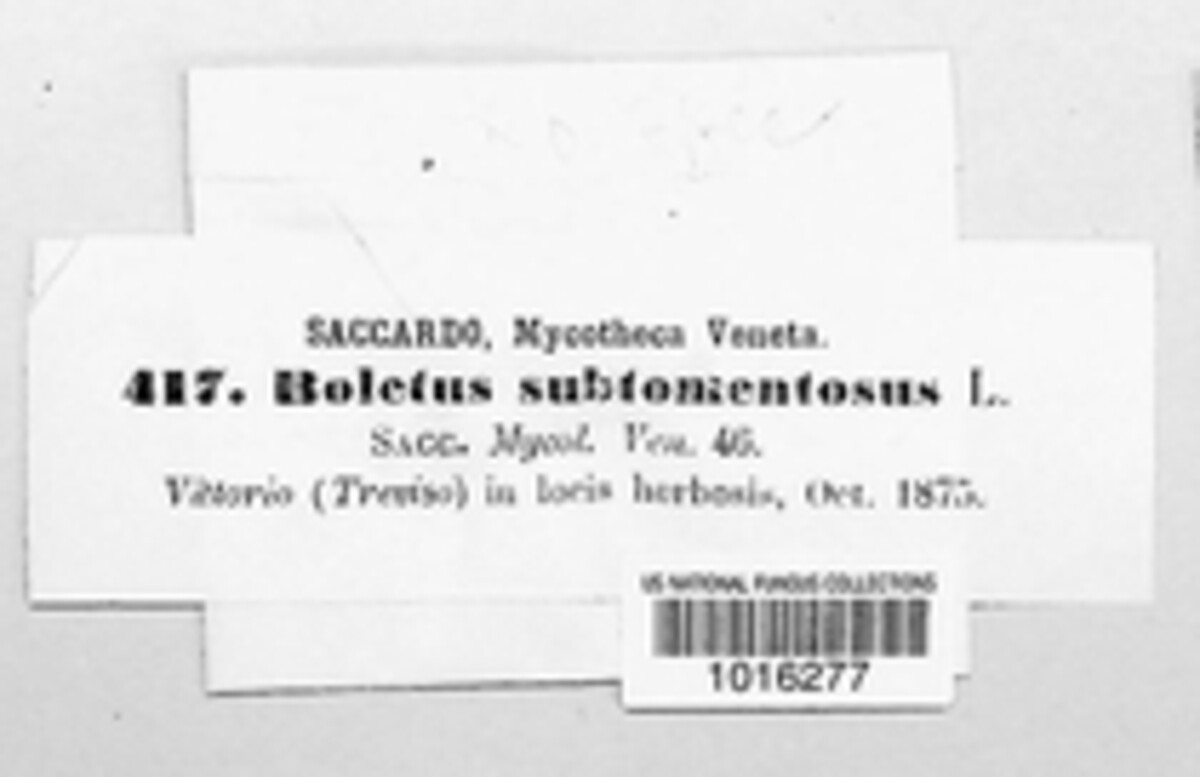 SACCARDO, Mycotheca Veneta.
417. Boletus subtomentosus L.
SACC. Mycol. Ven. 46.
Vittorio (Treviso) in locis herbosis, Oct. 1875.
US NATIONAL FUNGUS COLLECTIONS
1016277